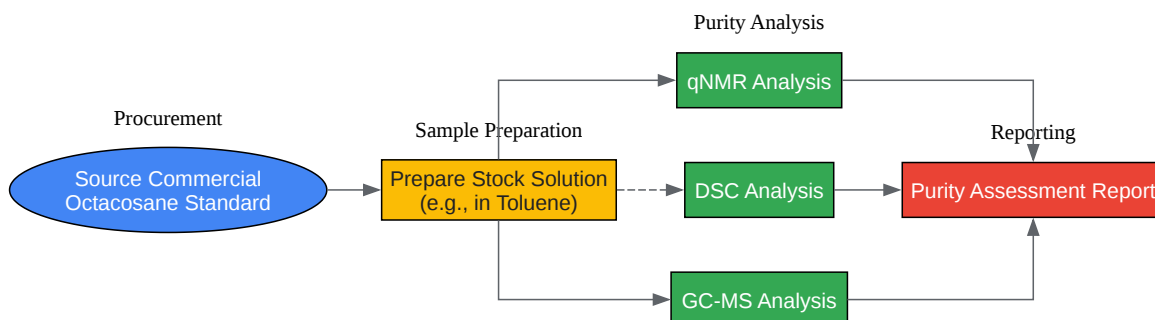 Procurement
Source Commercial
Octacosane Standard
Sample Preparation
Prepare Stock Solution
(e.g., in Toluene)
Purity Analysis
qNMR Analysis
DSC Analysis
GC-MS Analysis
Reporting
Purity Assessment Report